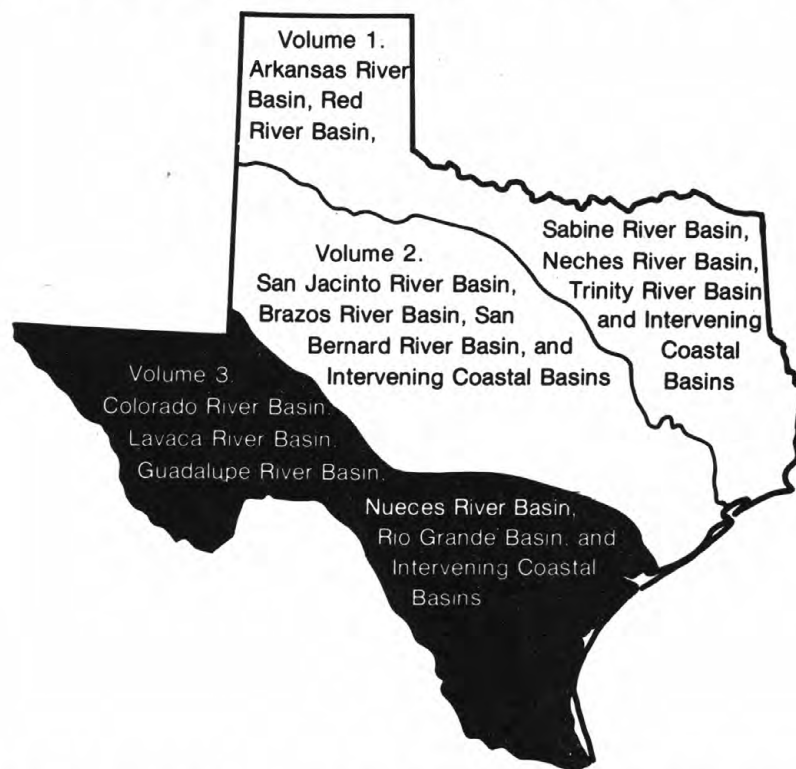 Volume 1.
Arkansas River
Basin, Red
River Basin,
Sabine River Basin,
Neches River Basin,
Trinity River Basin
and Intervening
Coastal
Basins
Volume 2.
San Jacinto River Basin,
Brazos River Basin, San
Bernard River Basin, and
Intervening Coastal Basins
Volume 3.
Colorado River Basin.
Lavaca River Basin.
Guadalupe River Basin.
Nueces River Basin,
Rio Grande Basin. and
Intervening Coastal
Basins